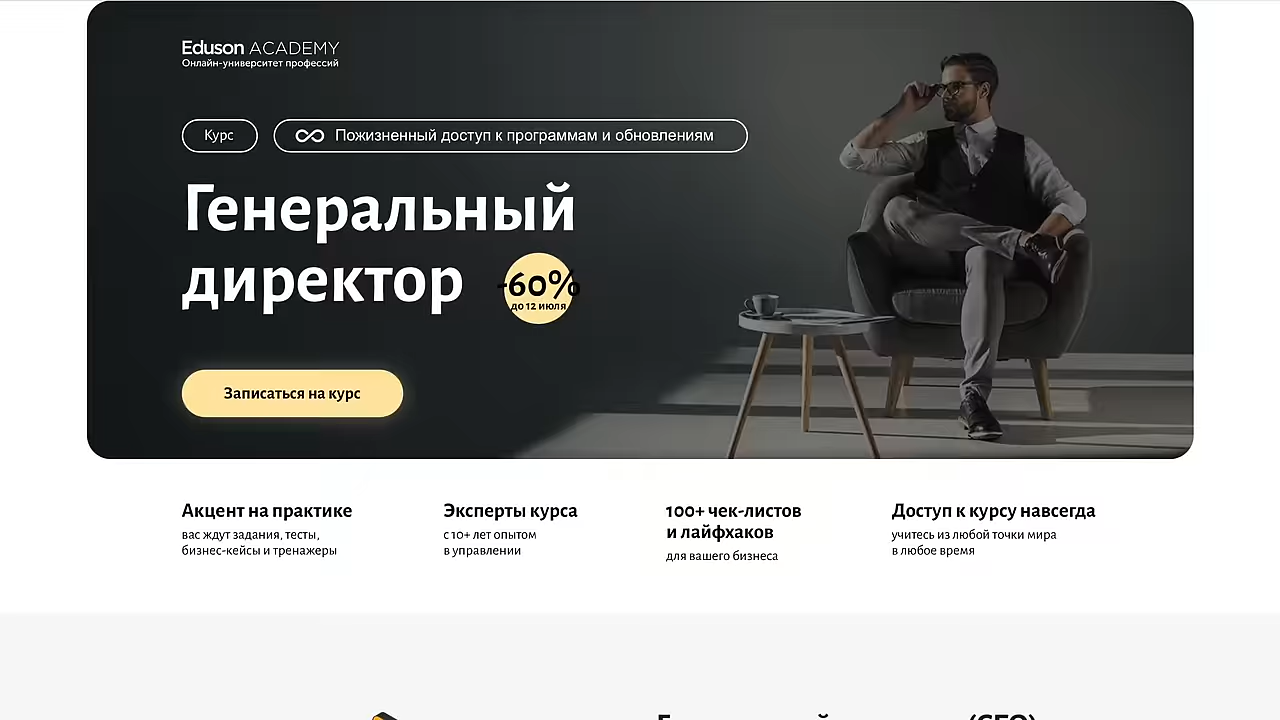 Eduson ACADEMY
Онлайн-университет профессий
Курс
Пожизненный доступ к программам и обновлениям
Генеральный
директор
-60%
до 12 июля
Записаться на курс
Акцент на практике
вас ждут задания, тесты,
бизнес-кейсы и тренажеры
Эксперты курса
с 10+ лет опытом
в управлении
100+ чек-листов
и лайфхаков
для вашего бизнеса
Доступ к курсу навсегда
учитесь из любой точки мира
в любое время
(CEO)